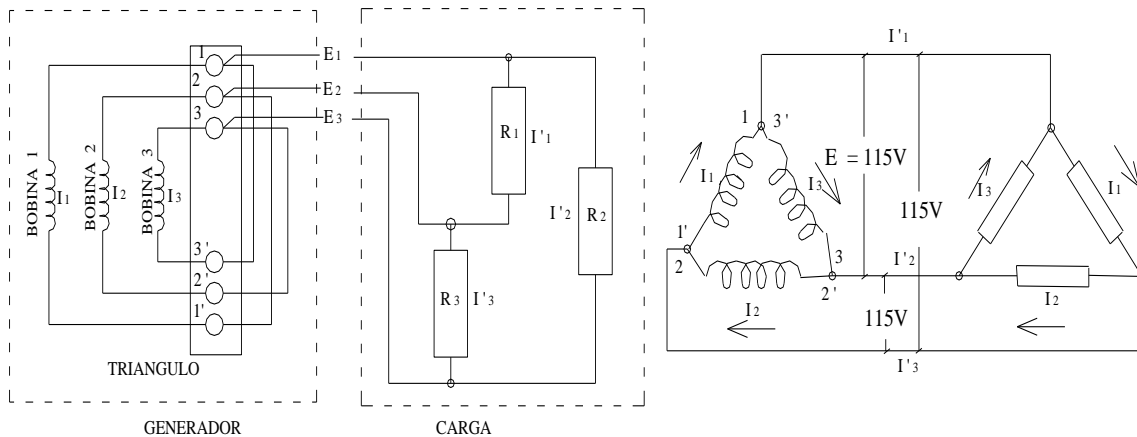 1
2
3
3'
2'
1'
BOBINA 1
I1
BOBINA 2
I2
BOBINA 3
I3
TRIANGULO
GENERADOR
E1
E2
E3
R1
I'1
I'2
R2
R3
I'3
CARGA
I'1
1
3'
E = 115V
I1
I3
I3
I1
115V
1'
2
3
2'
I'2
I2
115V
I2
I'3